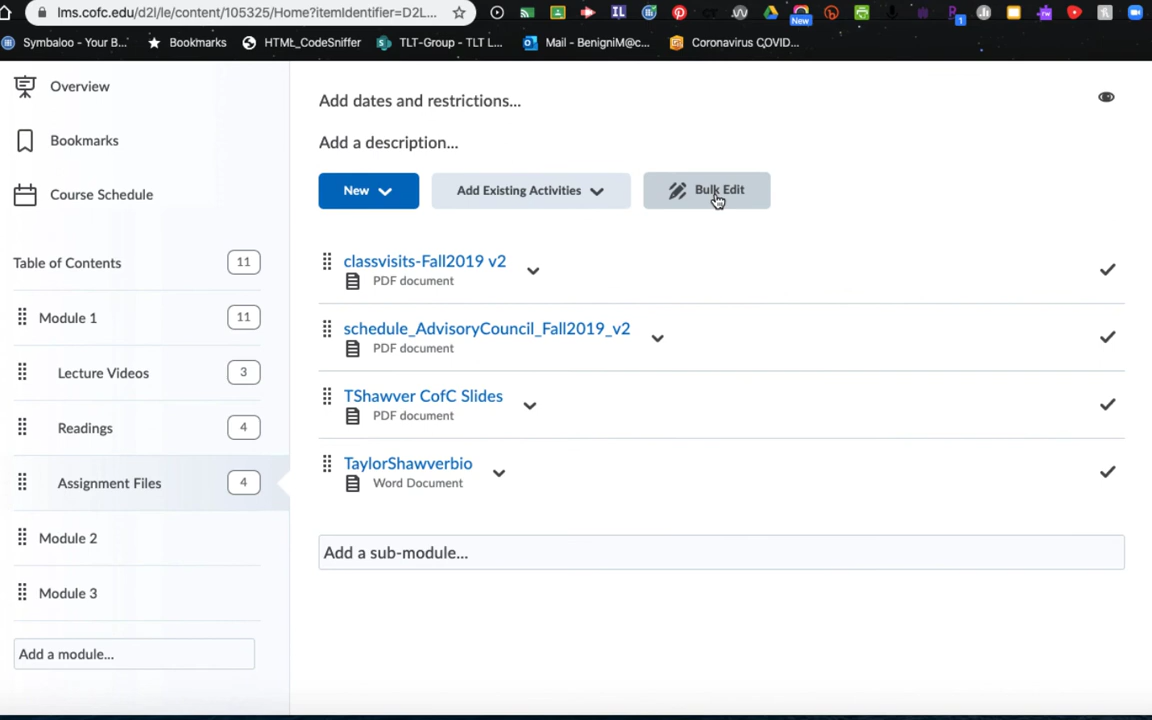 lms.cofc.edu/d2l/le/content/105325/Home?itemIdentifier=D2L...
New
1
Symbaloo - Your B... Bookmarks HTML_CodeSniffer TLT-Group - TLT L... Mail - BenigniM@c... Coronavirus COVID...
Overview
Bookmarks
Course Schedule
Table of Contents 11
Module 1 11
Lecture Videos 3
Readings 4
Assignment Files 4
Module 2
Module 3
Add a module...
Add dates and restrictions...
Add a description...
New Add Existing Activities Bulk Edit
classvisits-Fall2019 v2
PDF document
schedule_AdvisoryCouncil_Fall2019_v2
PDF document
TShawver CofC Slides
PDF document
TaylorShawverbio
Word Document
Add a sub-module...